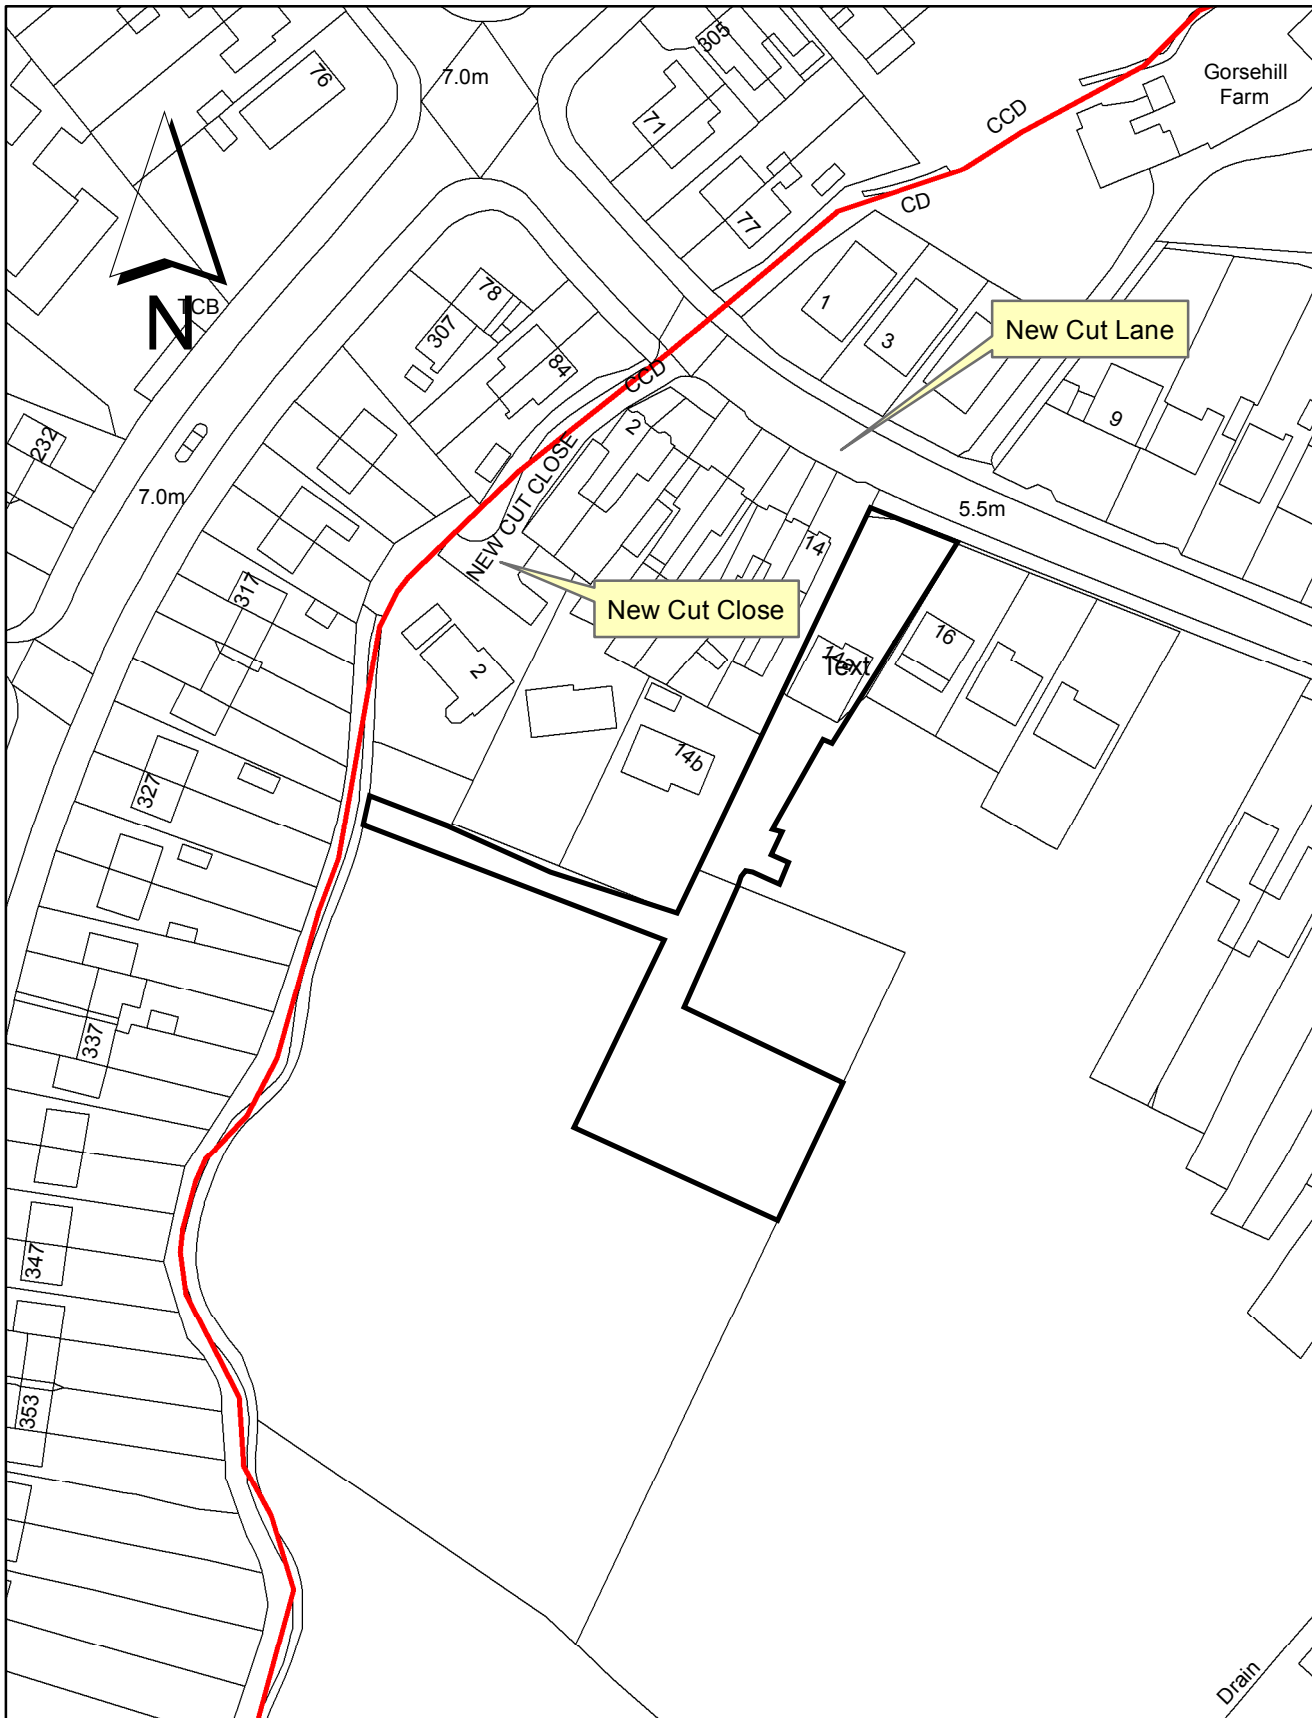 305
7.0m
76
Gorsehill
Farm
71
CCD
CD
77
TCB
N
78
307
1
3
New Cut Lane
84
CCD
9
2
232
NEW CUT CLOSE
7.0m
5.5m
14
317
New Cut Close
16
14a
Text
2
14b
327
337
347
353
Drain